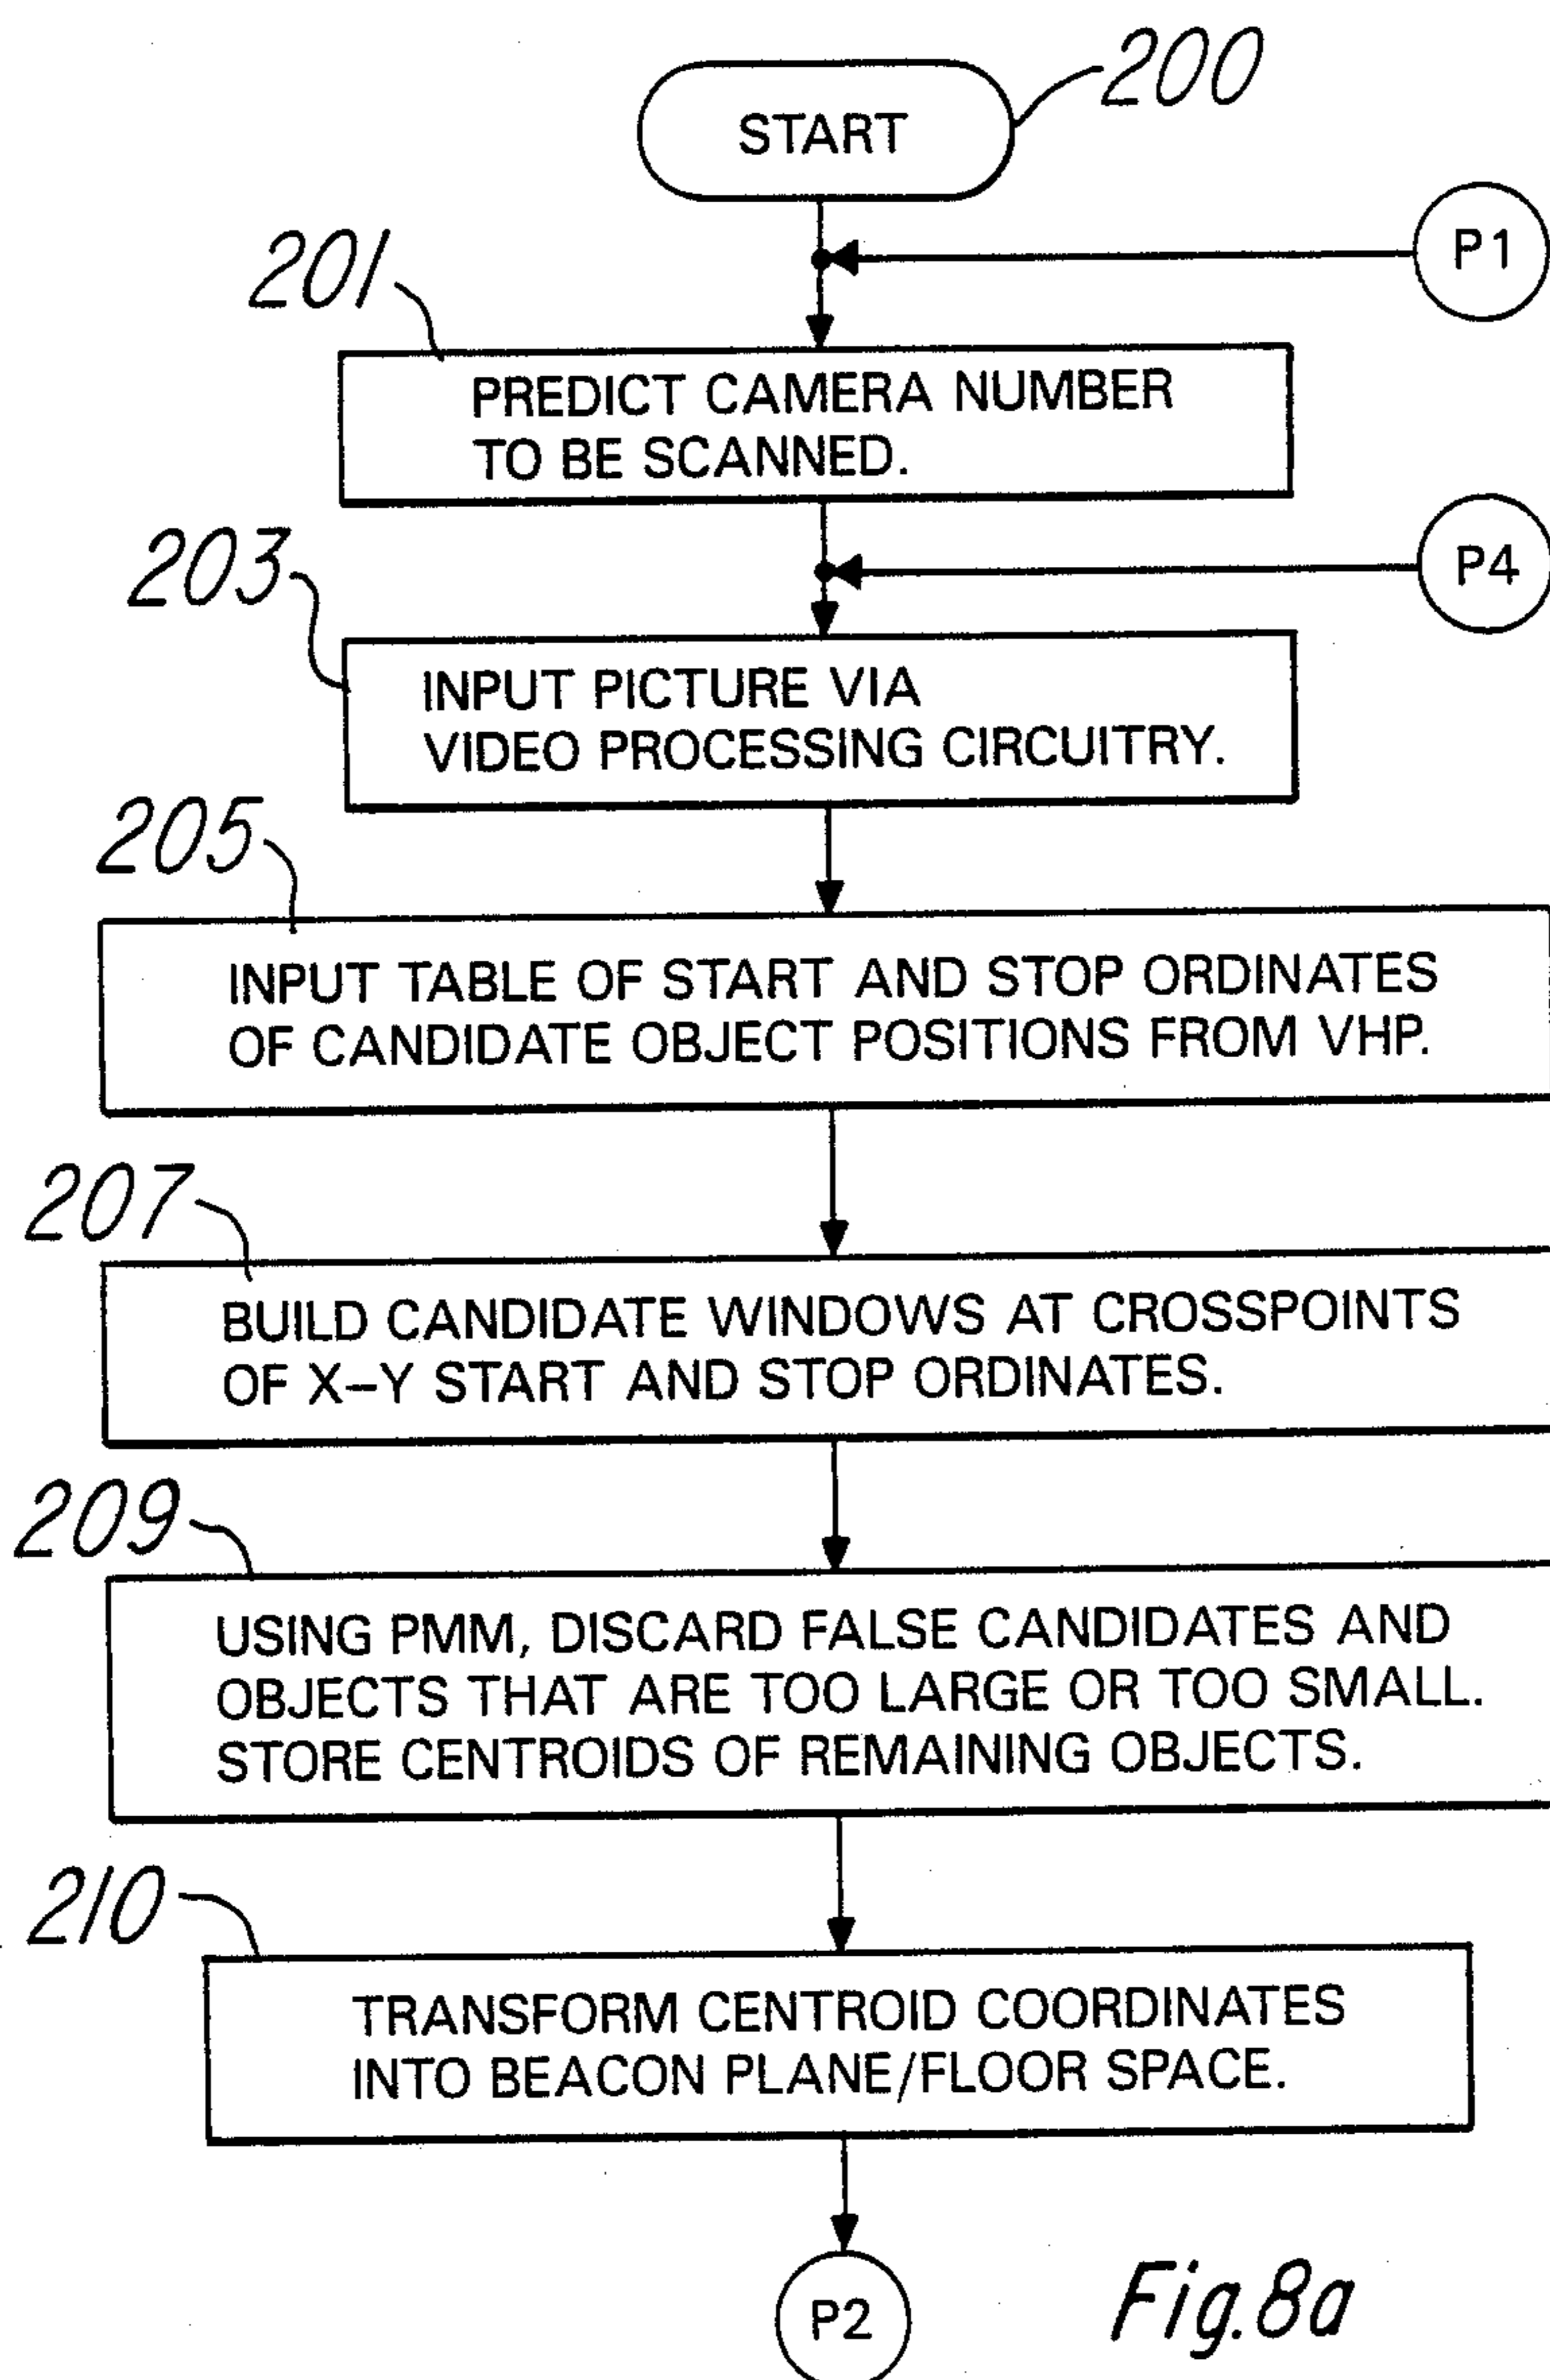 200
START
P1
201
PREDICT CAMERA NUMBER
TO BE SCANNED.
P4
203
INPUT PICTURE VIA
VIDEO PROCESSING CIRCUITRY.
205
INPUT TABLE OF START AND STOP ORDINATES
OF CANDIDATE OBJECT POSITIONS FROM VHP.
207
BUILD CANDIDATE WINDOWS AT CROSSPOINTS
OF X-Y START AND STOP ORDINATES.
209
USING PMM, DISCARD FALSE CANDIDATES AND
OBJECTS THAT ARE TOO LARGE OR TOO SMALL.
STORE CENTROIDS OF REMAINING OBJECTS.
210
TRANSFORM CENTROID COORDINATES
INTO BEACON PLANE/FLOOR SPACE.
P2
Fig.8a